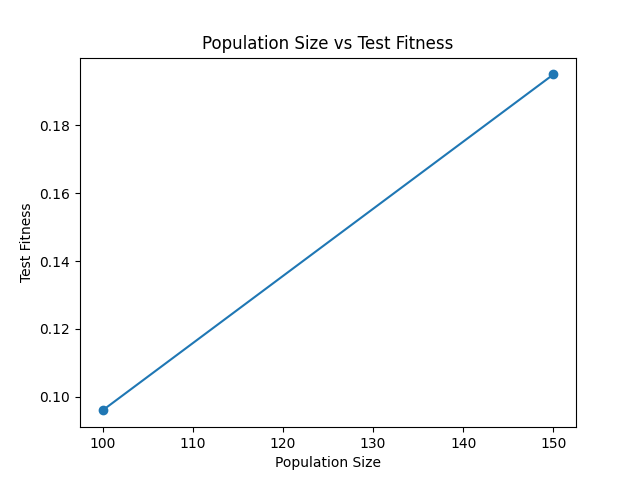 Population Size vs Test Fitness
0.18
0.16
0.14
0.12
0.10
Test Fitness
100 110 120 130 140 150
Population Size